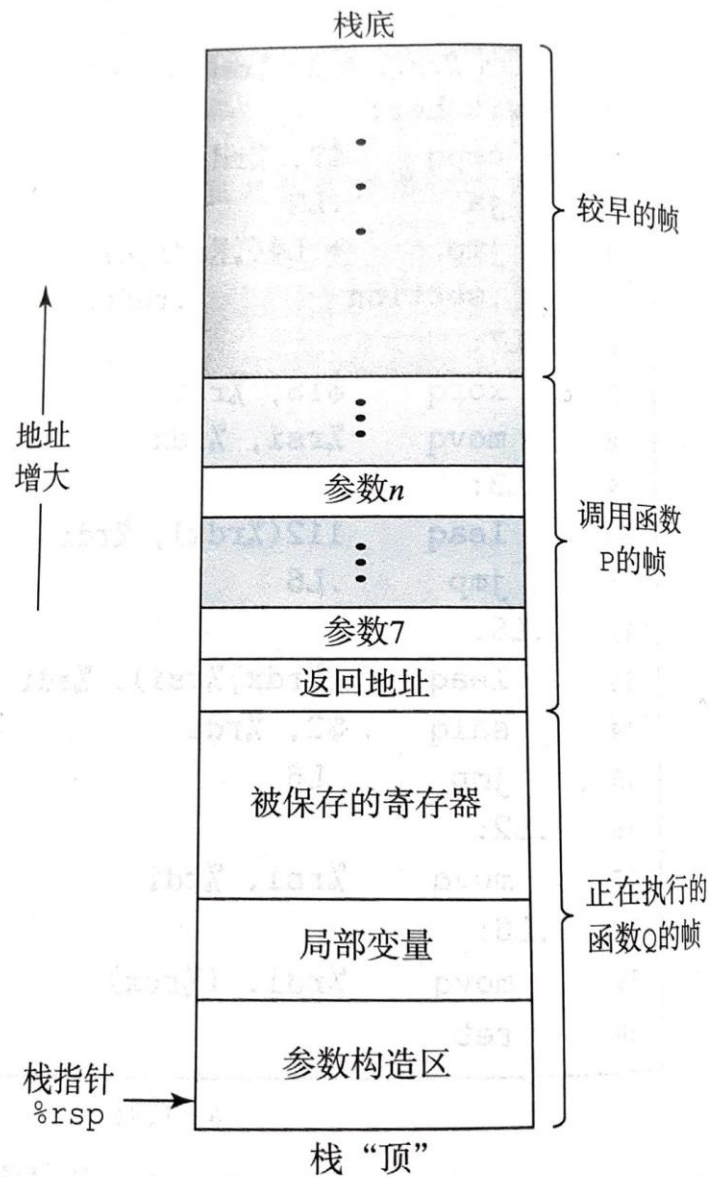 栈底
较早的帧
地址
增大
参数n
调用函数
P的帧
参数7
返回地址
被保存的寄存器
正在执行的
函数Q的帧
局部变量
参数构造区
栈指针
%rsp
栈“顶”